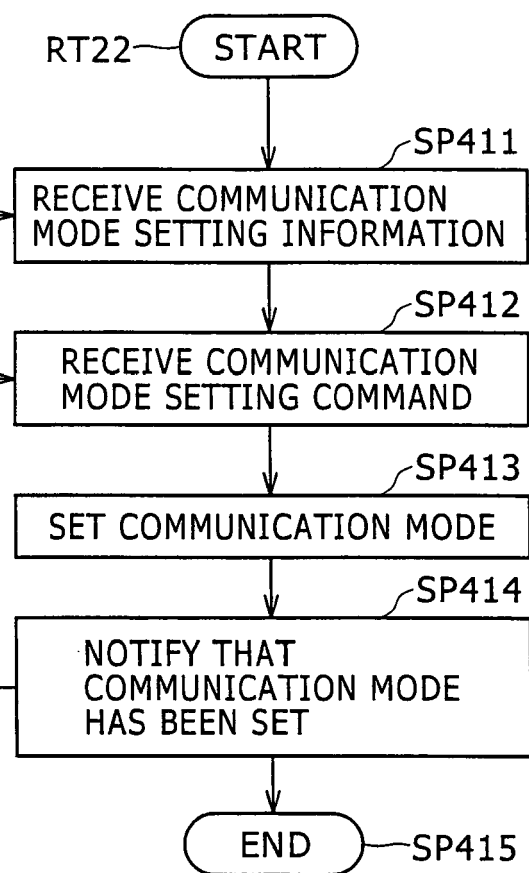 RT22
START
SP411
RECEIVE COMMUNICATION
MODE SETTING INFORMATION
SP412
RECEIVE COMMUNICATION
MODE SETTING COMMAND
SP413
SET COMMUNICATION MODE
SP414
NOTIFY THAT
COMMUNICATION MODE
HAS BEEN SET
END
SP415